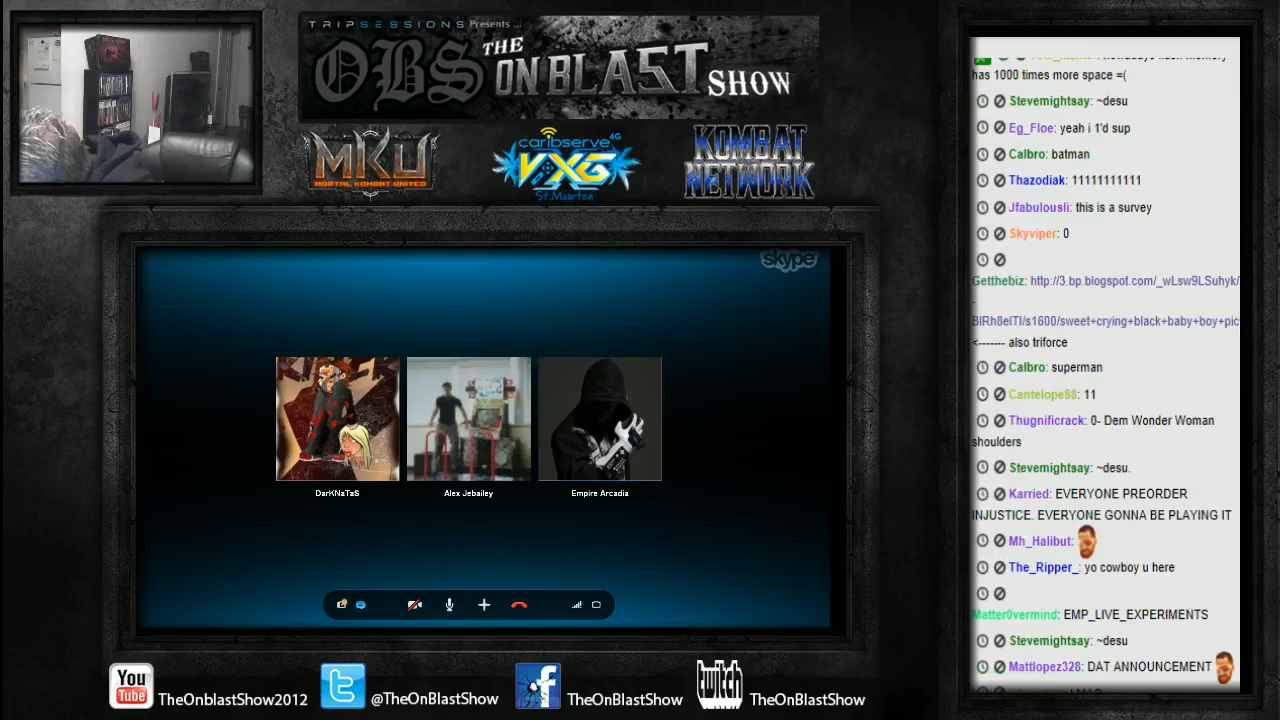 TRIPSESSIONS Presents ...
OBS THE ON BLAST SHOW
MKU
MORTAL KOMBAT UNITED
caribserve 4G
VXG
St.Maarten
KOMBAT
NETWORK
skype
DarKNaTaS
Alex Jebailey
Empire Arcadia
You
Tube
TheOnblastShow2012
@TheOnBlastShow
TheOnBlastShow
twitch
TheOnBlastShow
has 1000 times more space =(
Stevemightsay: ~desu
Eg_Floe: yeah i 1'd sup
Calbro: batman
Thazodiak: 11111111111
Jfabulousli: this is a survey
Skyviper: 0
Getthebiz: http://3.bp.blogspot.com/_wLsw9LSuhyk/
-
BIRh8elTI/s1600/sweet+crying+black+baby+boy+pic
<------- also triforce
Calbro: superman
Cantelope88: 11
Thugnificrack: 0- Dem Wonder Woman
shoulders
Stevemightsay: ~desu.
Karried: EVERYONE PREORDER
INJUSTICE. EVERYONE GONNA BE PLAYING IT
Mh_Halibut:
The_Ripper_: yo cowboy u here
Matter0vermind: EMP_LIVE_EXPERIMENTS
Stevemightsay: ~desu
Mattlopez328: DAT ANNOUNCEMENT